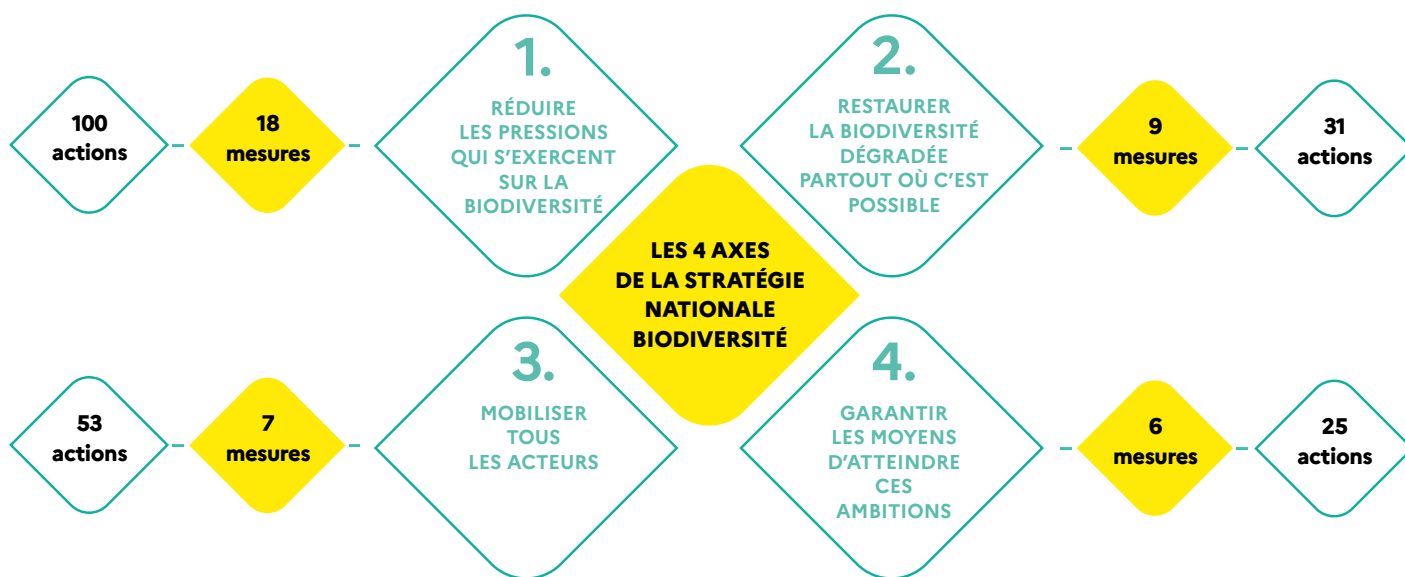 100
actions
18
mesures
1.
RÉDUIRE
LES PRESSIONS
QUI S'EXERCENT
SUR LA
BIODIVERSITÉ
2.
RESTAURER
LA BIODIVERSITÉ
DÉGRADÉE
PARTOUT OÙ C'EST
POSSIBLE
9
mesures
31
actions
LES 4 AXES
DE LA STRATÉGIE
NATIONALE
BIODIVERSITÉ
53
actions
7
mesures
3.
MOBILISER
TOUS
LES ACTEURS
4.
GARANTIR
LES MOYENS
D'ATTEINDRE
CES
AMBITIONS
6
mesures
25
actions